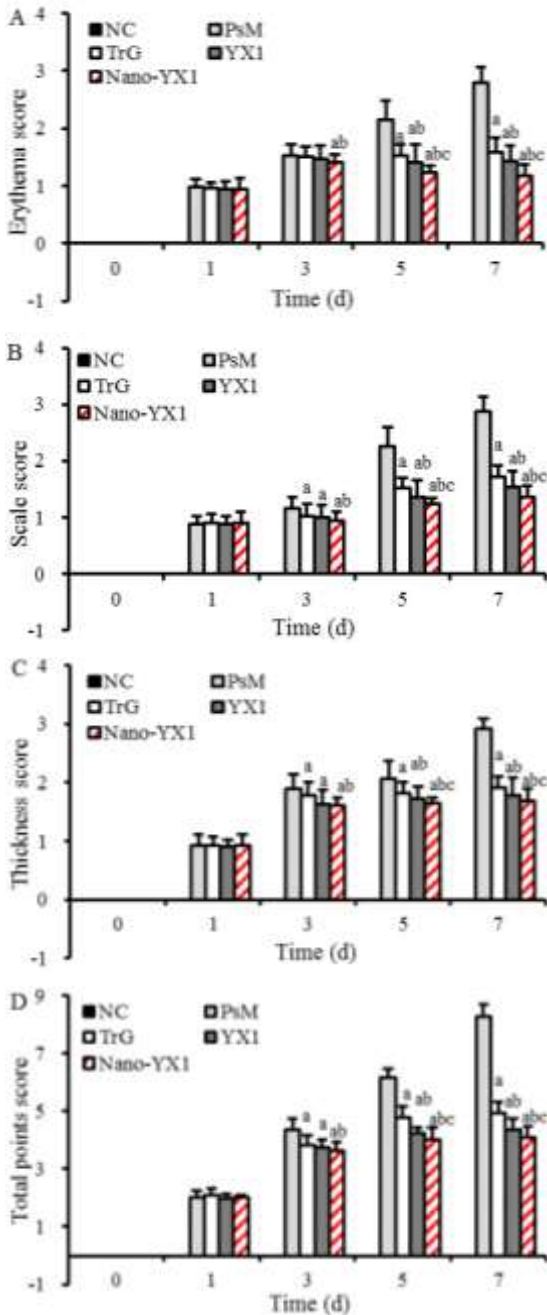 A
NC PsM
TrG YX1
Nano-YX1
Erythema score
4
3
2
1
0
-1
ab
a ab abc
a ab abc
0 1 3 5 7
Time (d)
B
NC PsM
TrG YX1
Nano-YX1
Scale score
4
3
2
1
0
-1
a a ab
a ab abc
a ab abc
0 1 3 5 7
Time (d)
C
NC PsM
TrG YX1
Nano-YX1
Thickness score
4
3
2
1
0
-1
a a ab
a ab abc
a ab abc
0 1 3 5 7
Time (d)
D
NC PsM
TrG YX1
Nano-YX1
Total points score
9
7
5
3
1
-1
a a ab
a ab abc
a ab abc
0 1 3 5 7
Time (d)